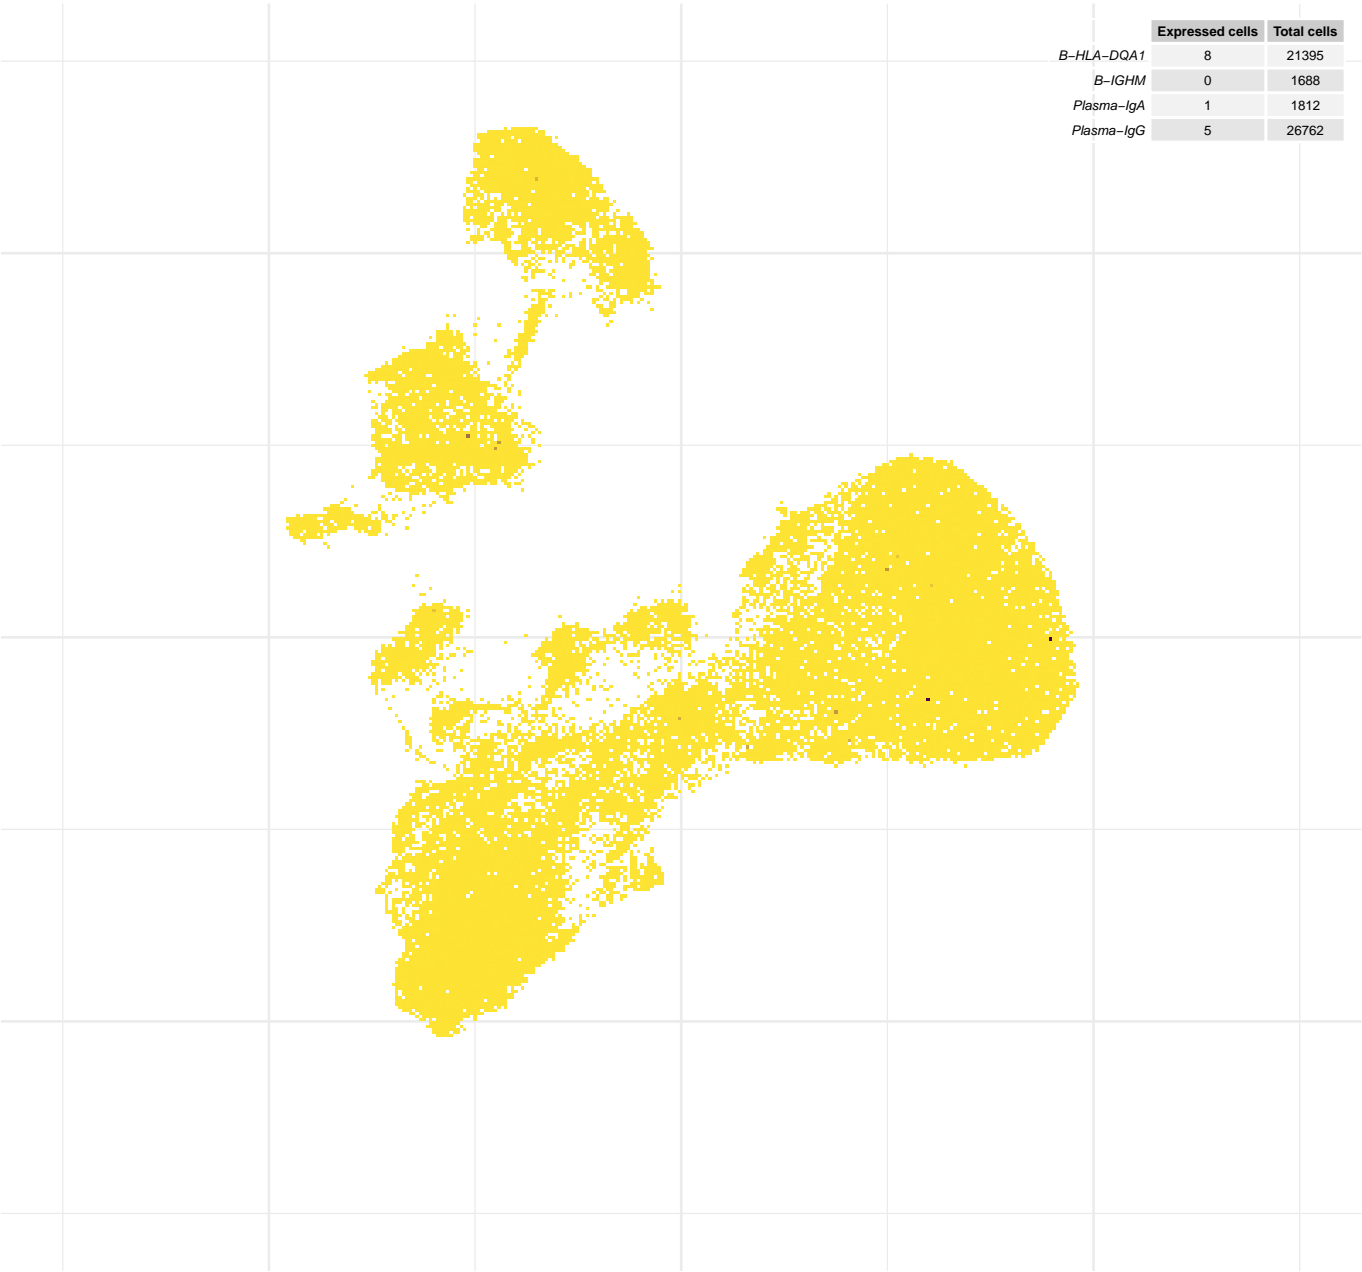 Expressed cells Total cells
B−HLA−DQA1 8 21395
B−IGHM 0 1688
Plasma−IgA 1 1812
Plasma−IgG 5 26762